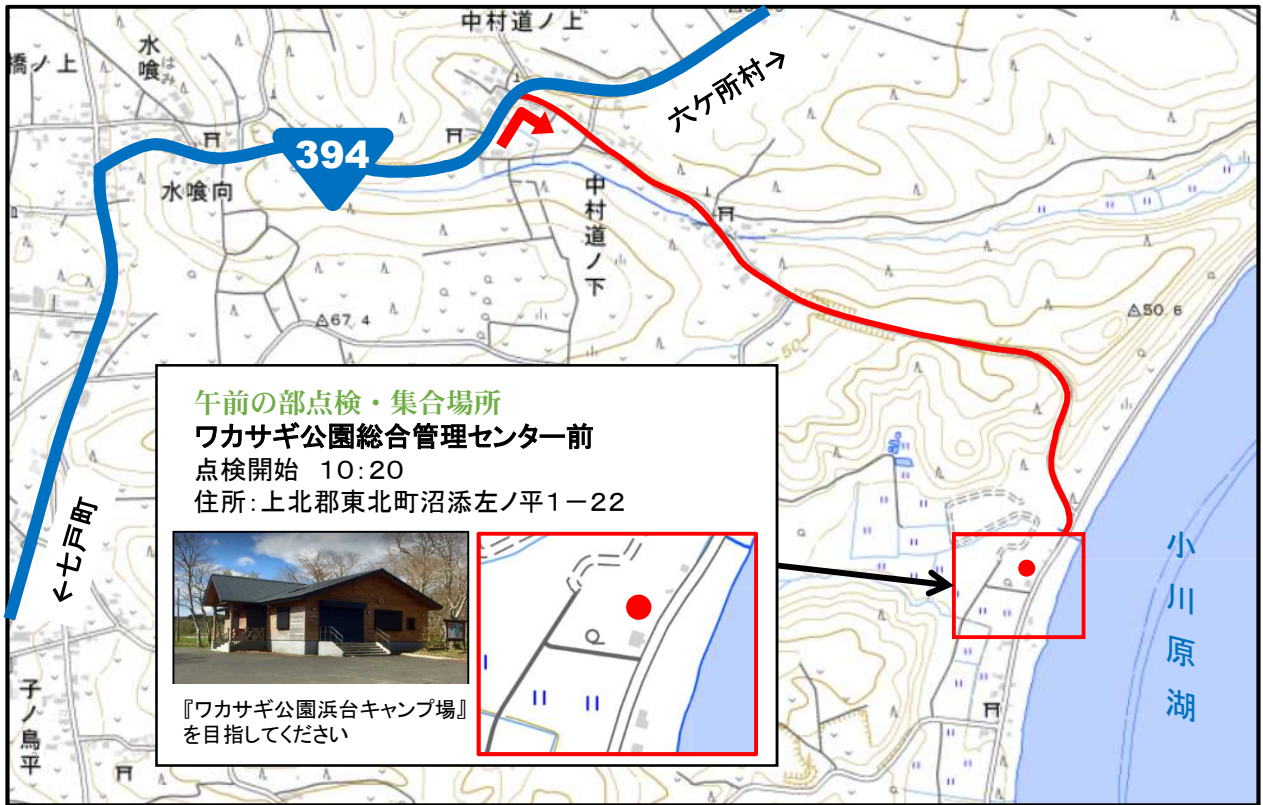 中村道ノ上
橋ノ上
水喰
はみ
六ケ所村→
394
水喰向
中村道ノ下
67.4
50.6
50
午前の部点検・集合場所
ワカサギ公園総合管理センター前
点検開始 10:20
住所:上北郡東北町沼添左ノ平1-22
『ワカサギ公園浜台キャンプ場』
を目指してください
←七戸町
子ノ鳥平
小川原湖